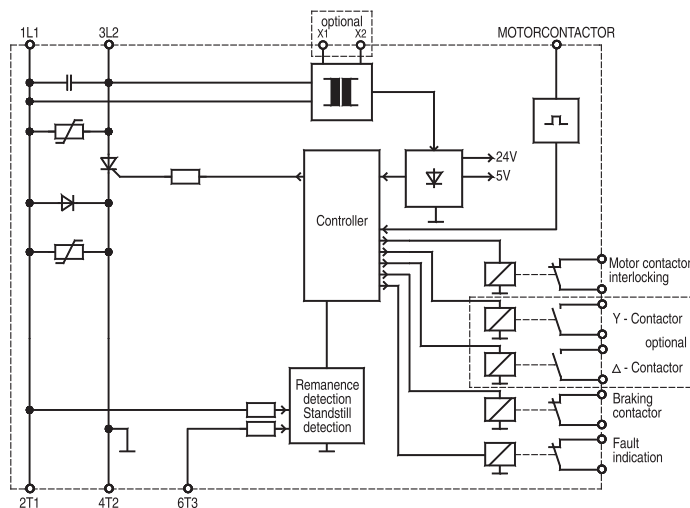 optional
1L1
3L2
X1
X2
MOTORCONTACTOR
24V
5V
Controller
Motor contactor
interlocking
Y - Contactor
optional
△ - Contactor
Remanence
detection
Standstill
detection
Braking
contactor
Fault
indication
2T1
4T2
6T3